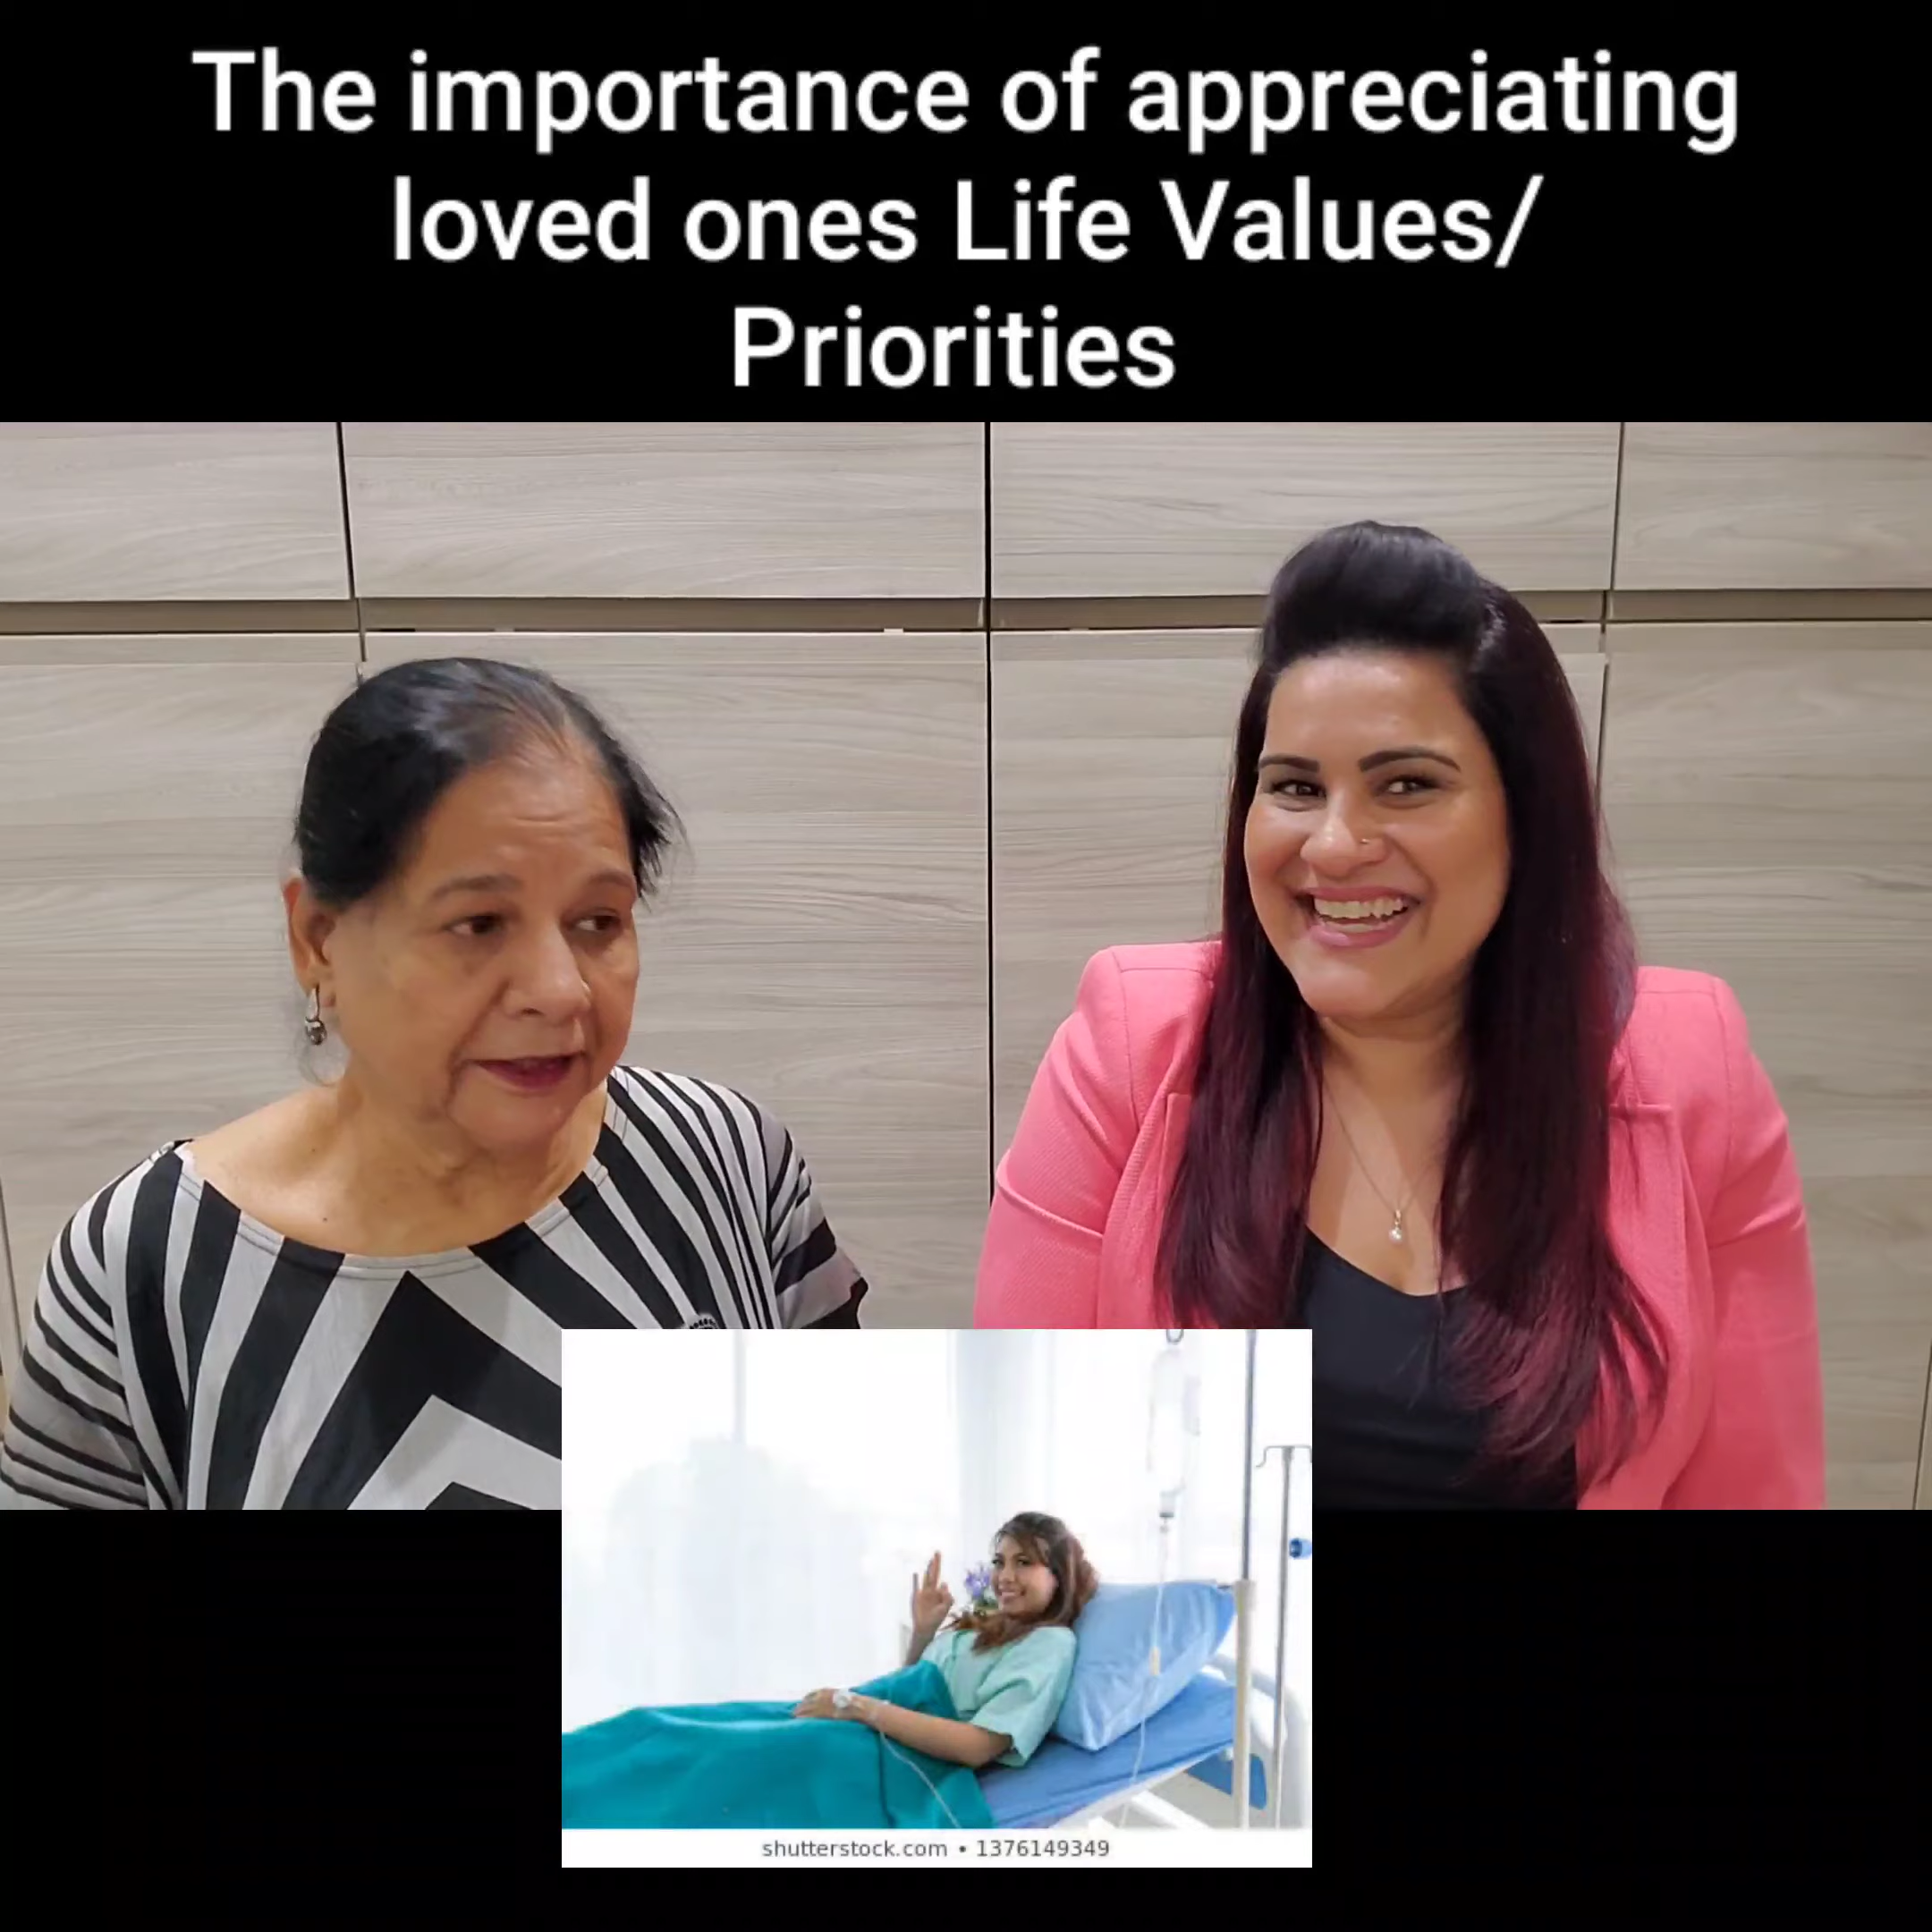 The importance of appreciating
loved ones Life Values/
Priorities
shutterstock.com • 1376149349